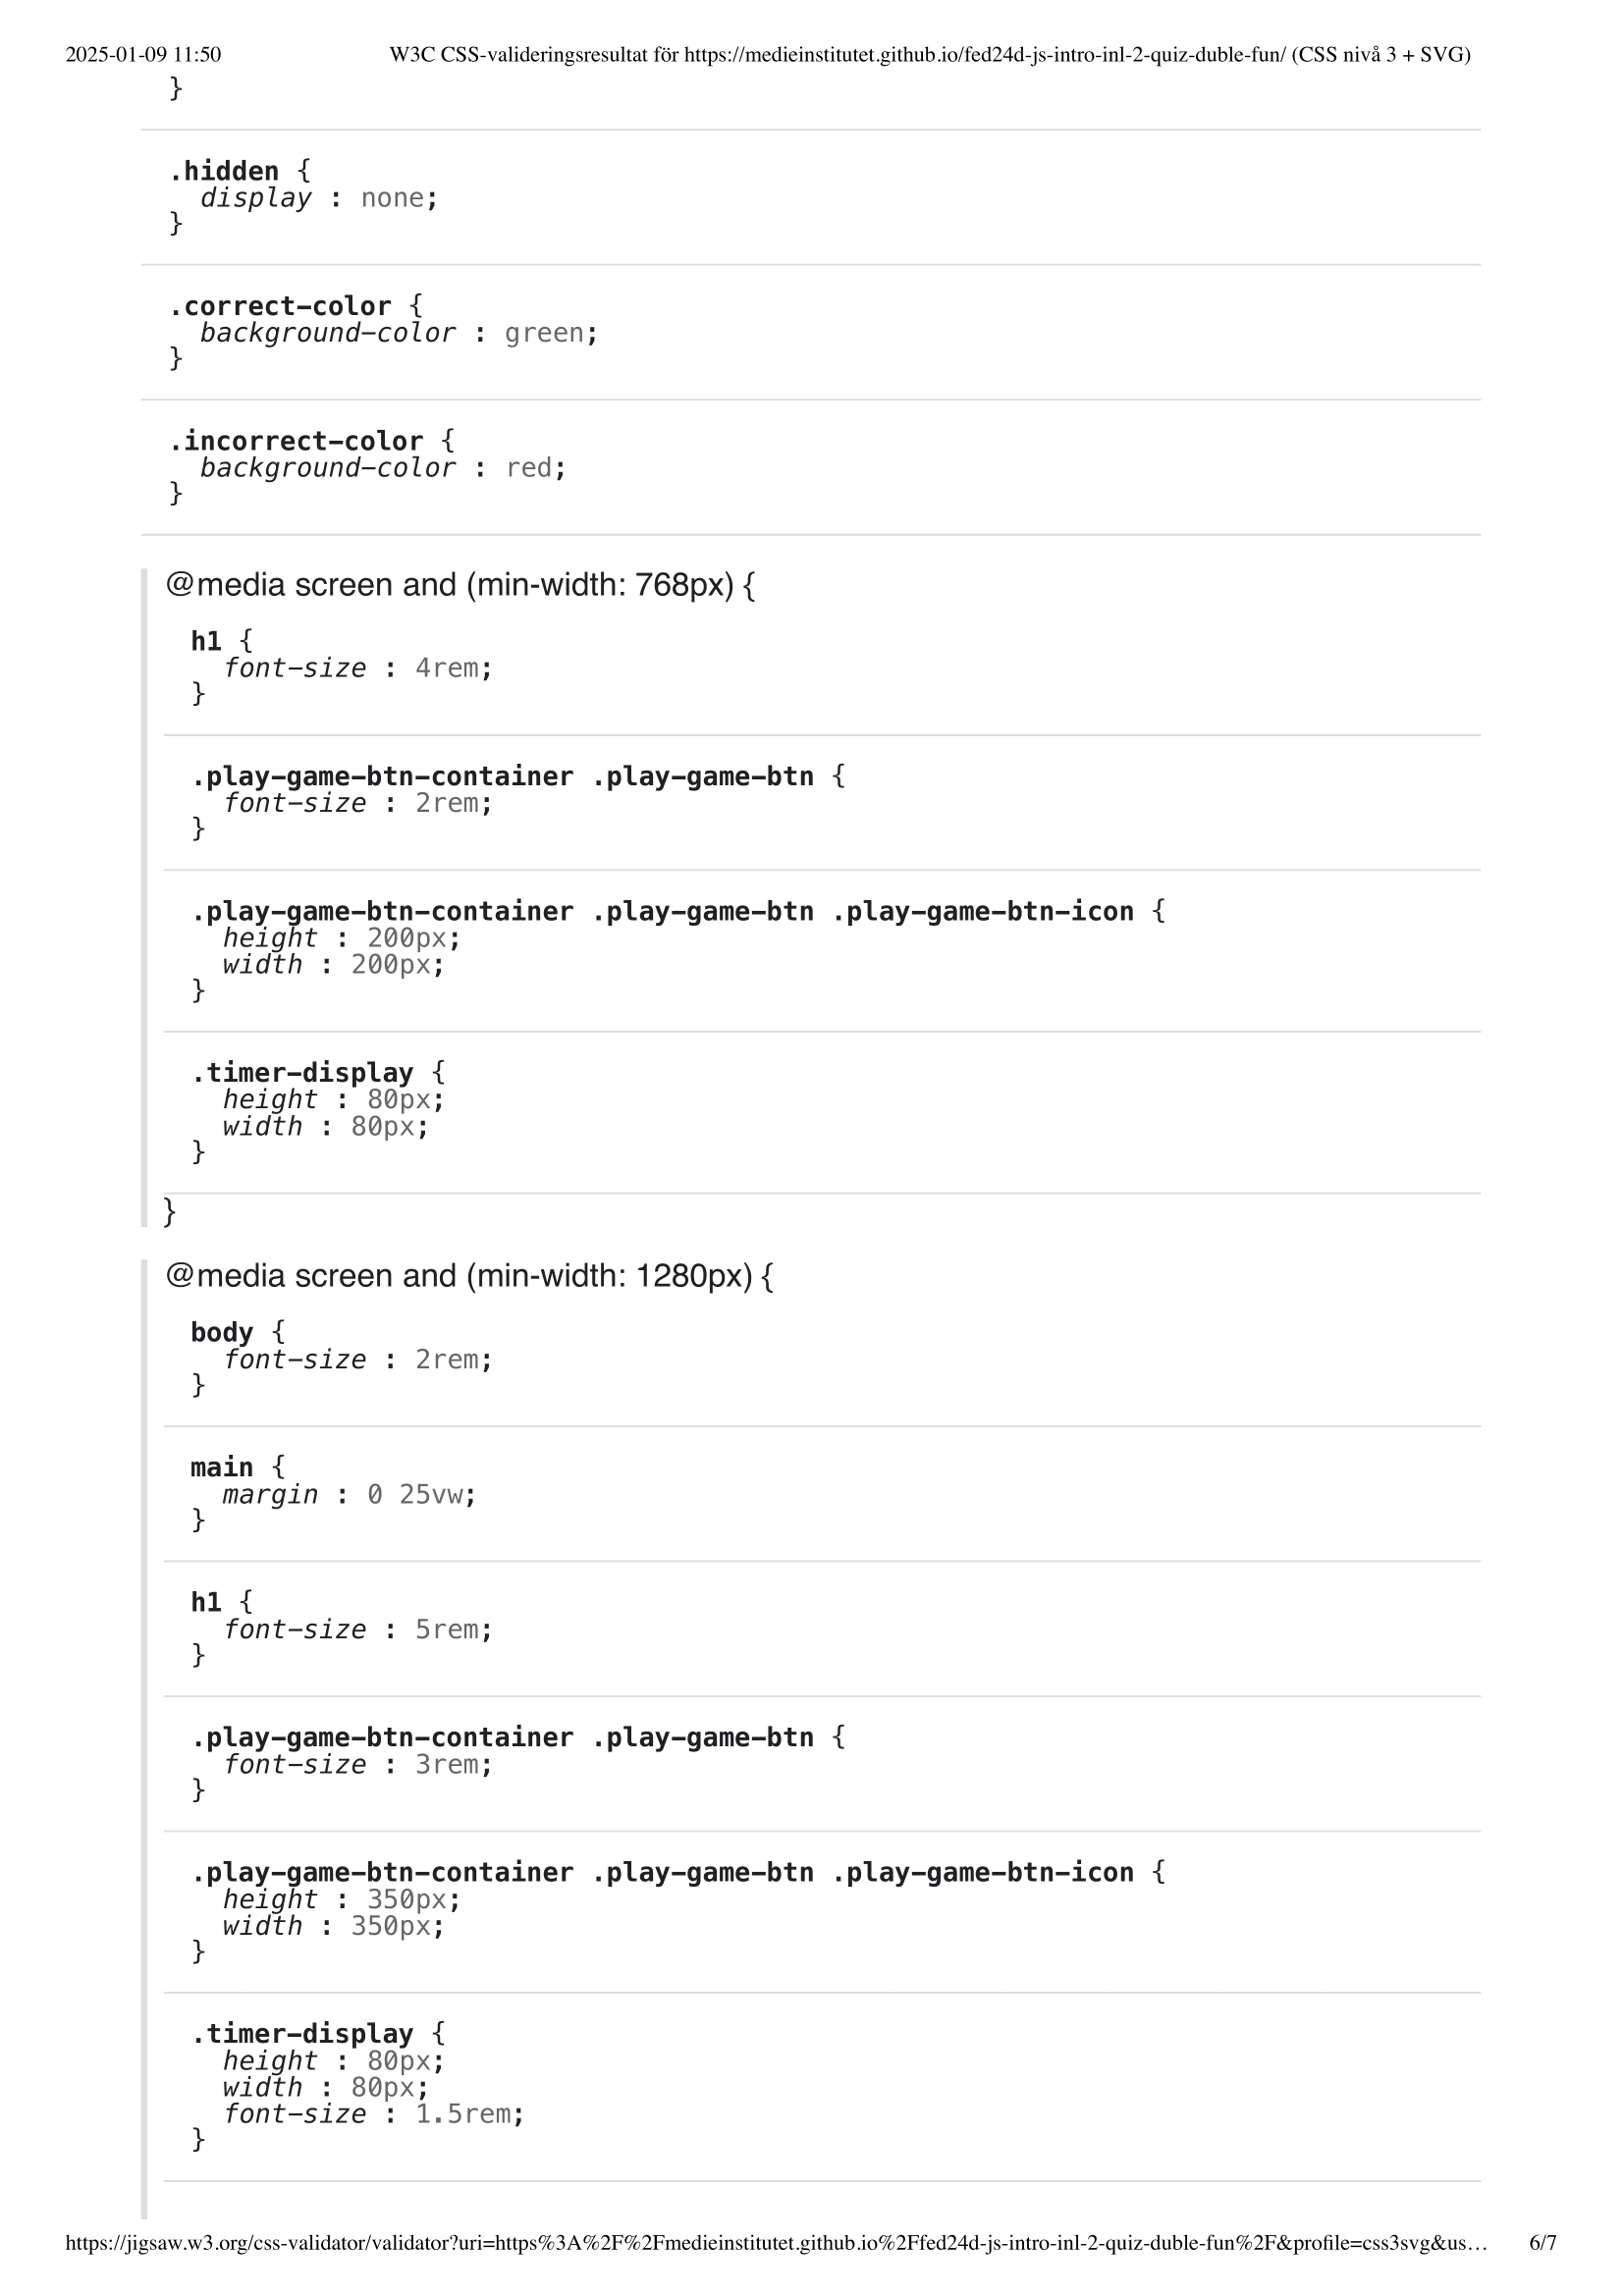 2025-01-09 11:50 W3C CSS-valideringsresultat för https://medieinstitutet.github.io/fed24d-js-intro-inl-2-quiz-duble-fun/ (CSS nivå 3 + SVG)
}
.hidden {
display : none;
}
.correct-color {
background-color : green;
}
.incorrect-color {
background-color : red;
}
@media screen and (min-width: 768px) {
h1 {
font-size : 4rem;
}
.play-game-btn-container .play-game-btn {
font-size : 2rem;
}
.play-game-btn-container .play-game-btn .play-game-btn-icon {
height : 200px;
width : 200px;
}
.timer-display {
height : 80px;
width : 80px;
}
}
@media screen and (min-width: 1280px) {
body {
font-size : 2rem;
}
main {
margin : 0 25vw;
}
h1 {
font-size : 5rem;
}
.play-game-btn-container .play-game-btn {
font-size : 3rem;
}
.play-game-btn-container .play-game-btn .play-game-btn-icon {
height : 350px;
width : 350px;
}
.timer-display {
height : 80px;
width : 80px;
font-size : 1.5rem;
}
https://jigsaw.w3.org/css-validator/validator?uri=https%3A%2F%2Fmedieinstitutet.github.io%2Ffed24d-js-intro-inl-2-quiz-duble-fun%2F&profile=css3svg&us… 6/7